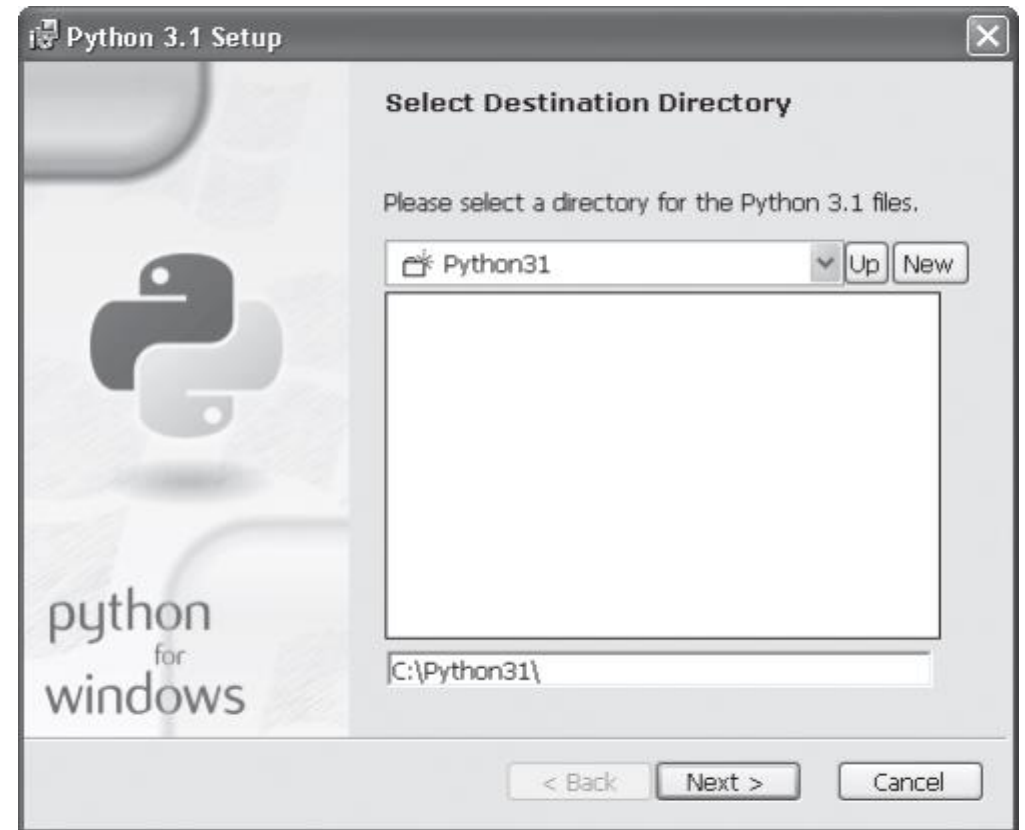 Python 3.1 Setup
Select Destination Directory
Please select a directory for the Python 3.1 files.
Python31
Up
New
C:\Python31\
python
for
windows
< Back
Next >
Cancel